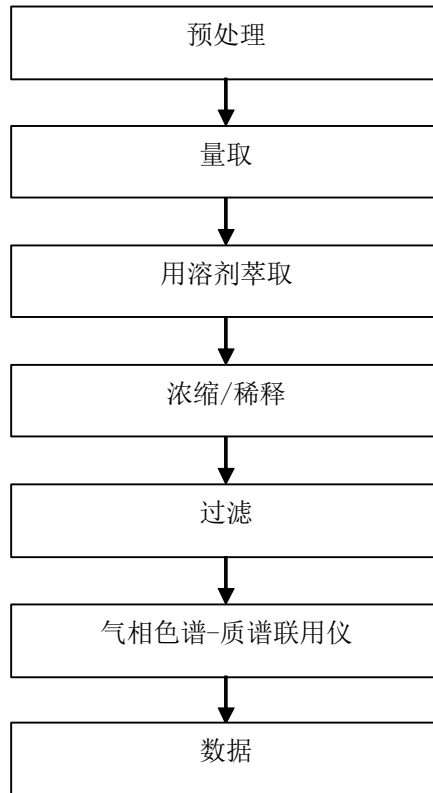 预处理
量取
用溶剂萃取
浓缩/稀释
过滤
气相色谱-质谱联用仪
数据